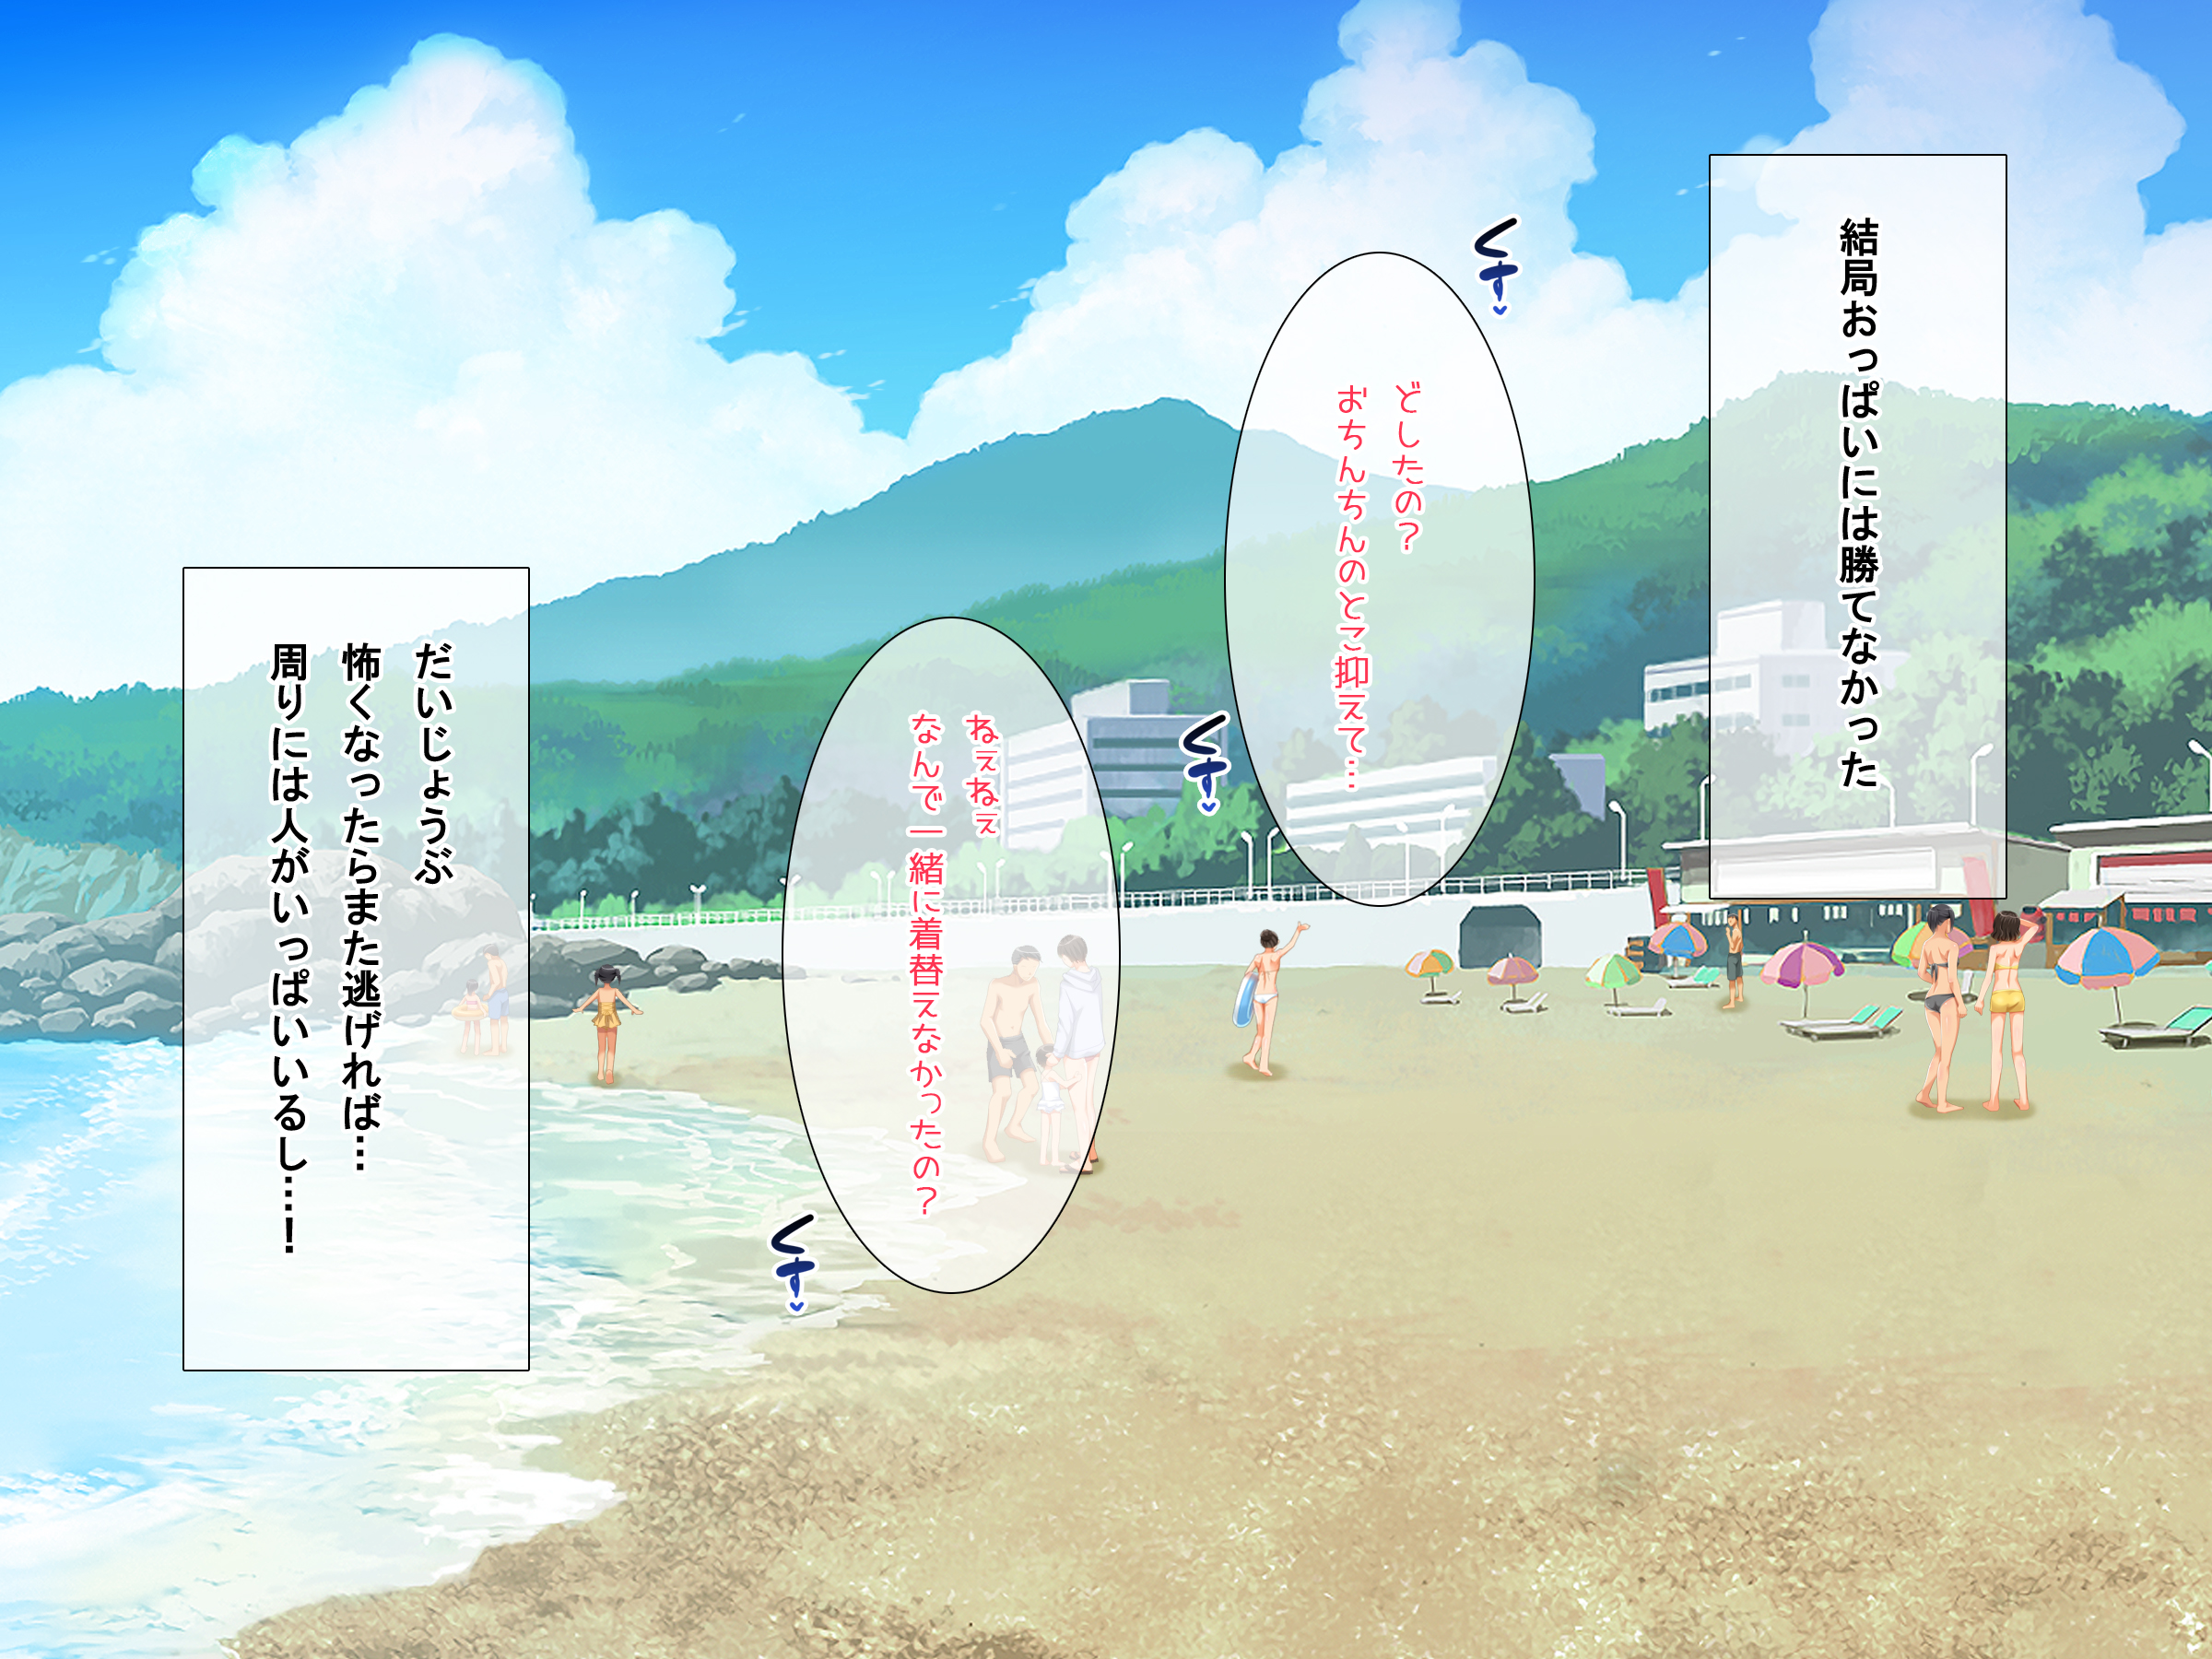 結局おっぱいには勝てなかった
くす♡
どしたの？
おちんちんのとこ抑えて…
くす♡
ねぇねぇ
なんで一緒に着替えなかったの？
くす♡
だいじょうぶ
怖くなったらまた逃げれば…
周りには人がいっぱいいるし…！